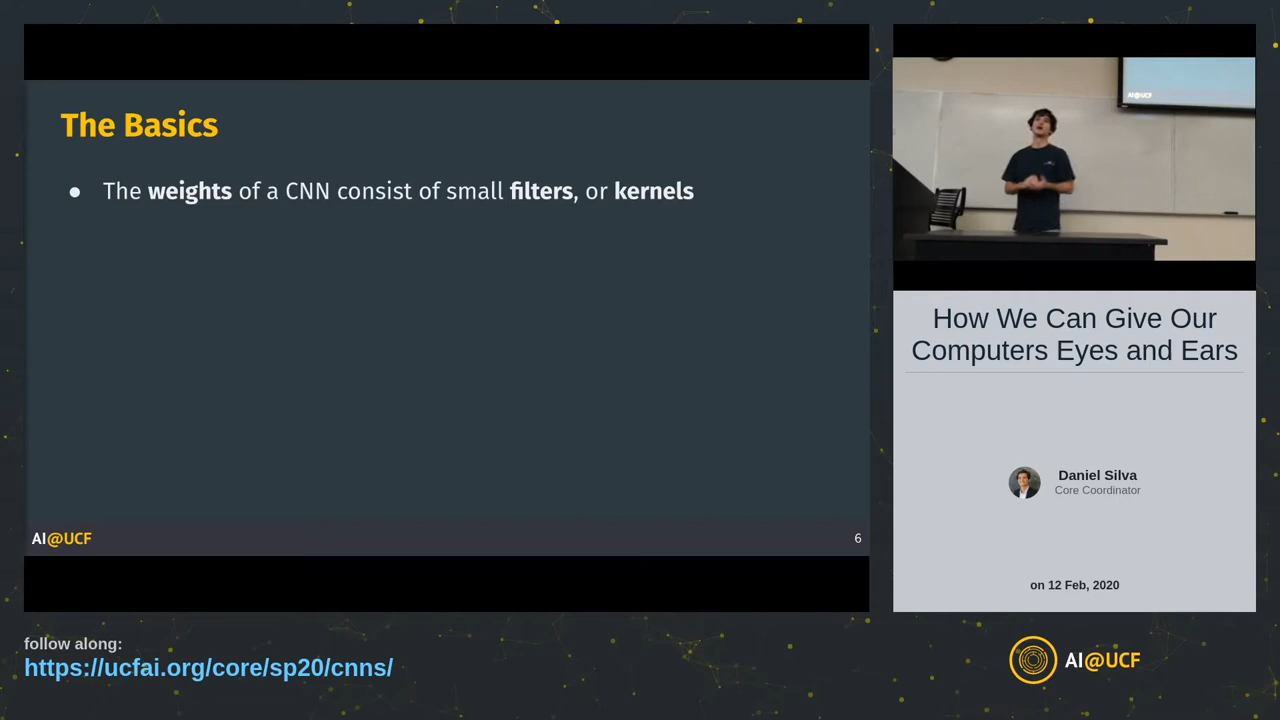 The Basics
● The weights of a CNN consist of small filters, or kernels
AI@UCF
6
AI@UCF
How We Can Give Our
Computers Eyes and Ears
Daniel Silva
Core Coordinator
on 12 Feb, 2020
follow along:
https://ucfai.org/core/sp20/cnns/
AI@UCF